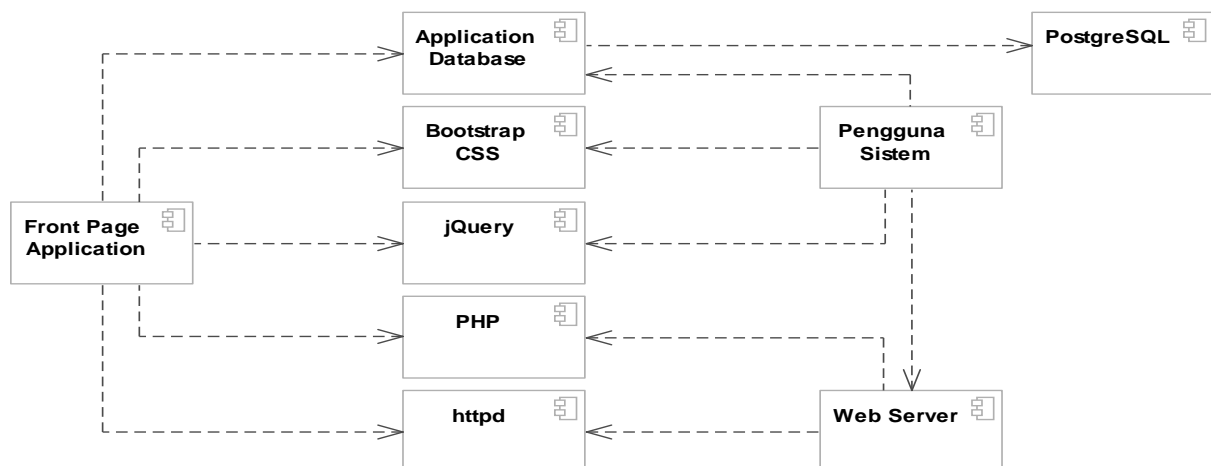 Application
Database
PostgreSQL
Bootstrap
CSS
Pengguna
Sistem
Front Page
Application
jQuery
PHP
httpd
Web Server